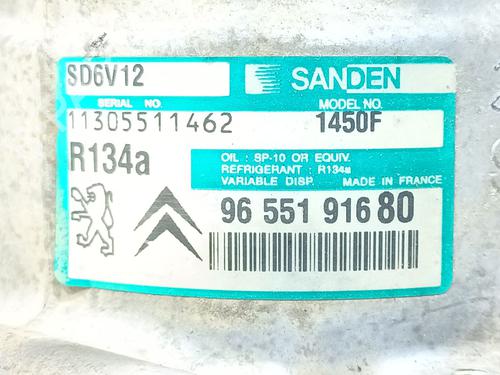 SD6V12
SANDEN
SERIAL NO.
MODEL NO.
11305511462
1450F
R134a
OIL : SP-10 OR EQUIV.
REFRIGERANT : R134a
VARIABLE DISP. MADE IN FRANCE
96 551 916 80